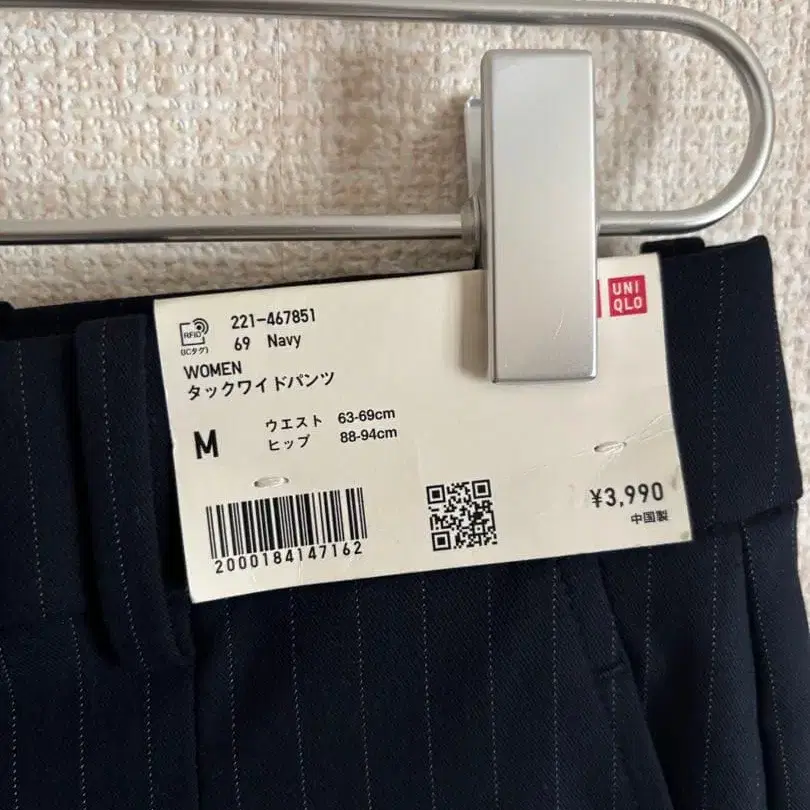 UNI
QLO
RFID
(ICタグ)
221-467851
69 Navy
WOMEN
タックワイドパンツ
M
ウエスト 63-69cm
ヒップ 88-94cm
2000184147162
¥3,990
中国製